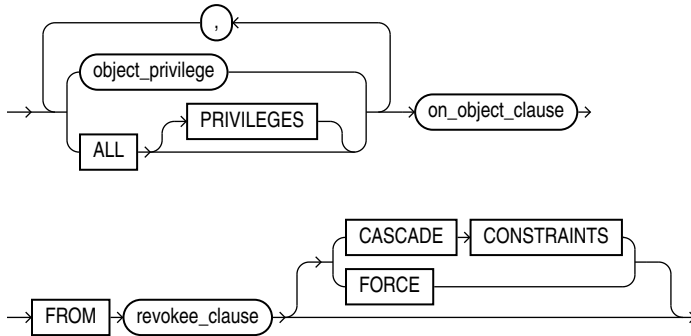 ,
object_privilege
PRIVILEGES
on_object_clause
ALL
CASCADE CONSTRAINTS
FORCE
FROM revokee_clause